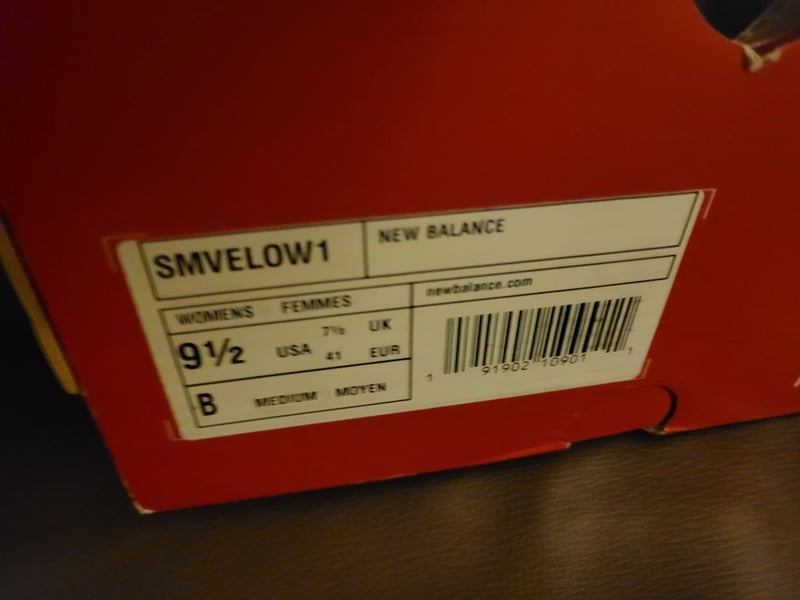 SMVELOW1
NEW BALANCE
newbalance.com
WOMENS FEMMES
9½ USA 7½ UK
41 EUR
B MEDIUM MOYEN
1 91902 10901 1